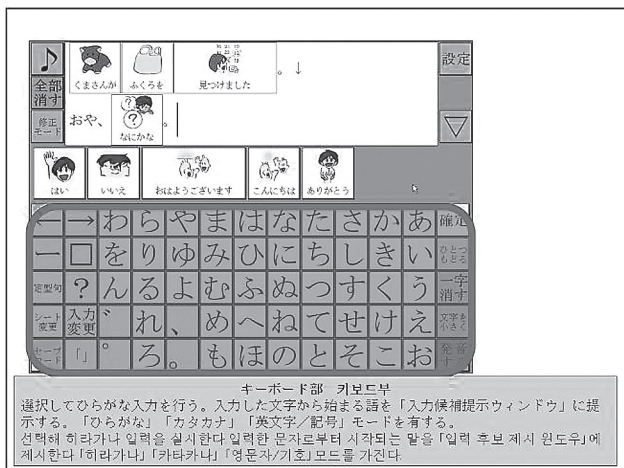 ♪ くまさんが ふくろを 見つけました 。 ↓ 設定
全部消す
修正モード おや、 なにかな 。 ▽
はい いいえ おはようございます こんにちは ありがとう
← → わ ら や ま は な た さ か あ 確定
ー □ を り ゆ み ひ に ち し き い ひとつもどる
定型句 ? ん る よ む ふ ぬ つ す く う 一字消す
シート変更 入力変更 ゛ れ 、 め へ ね て せ け え 文字を小さく
セーブモード 「」 ゜ ろ 。 も ほ の と そ こ お 発音す
キーボード部 키보드부
選択してひらがな入力を行う。入力した文字から始まる語を「入力候補提示ウィンドウ」に提
示する。「ひらがな」「カタカナ」「英文字／記号」モードを有する。
선택해 히라가나 입력을 실시한다.입력한 문자로부터 시작되는 말을 「입력 후보 제시 윈도우」에
제시한다.「히라가나」「카타카나」「영문자/기호」모드를 가진다.